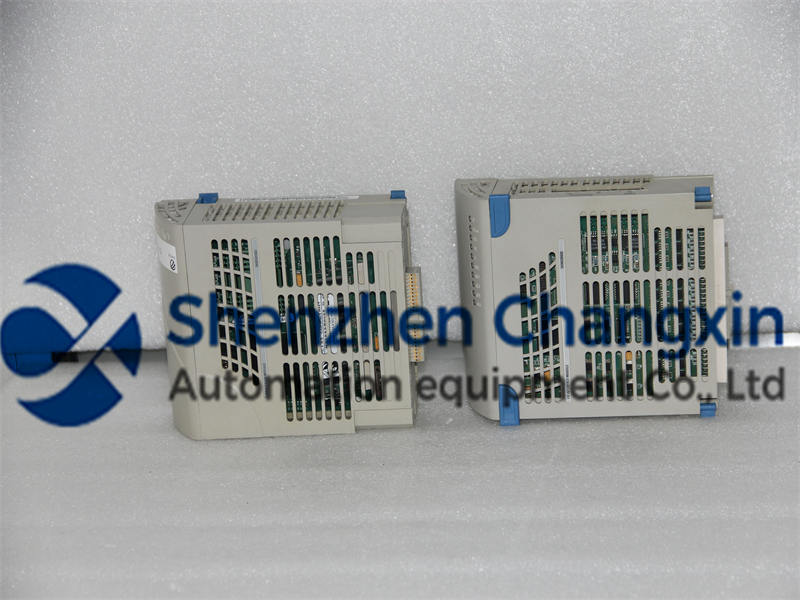 Shenzhen Changxin
Automation equipment Co., Ltd